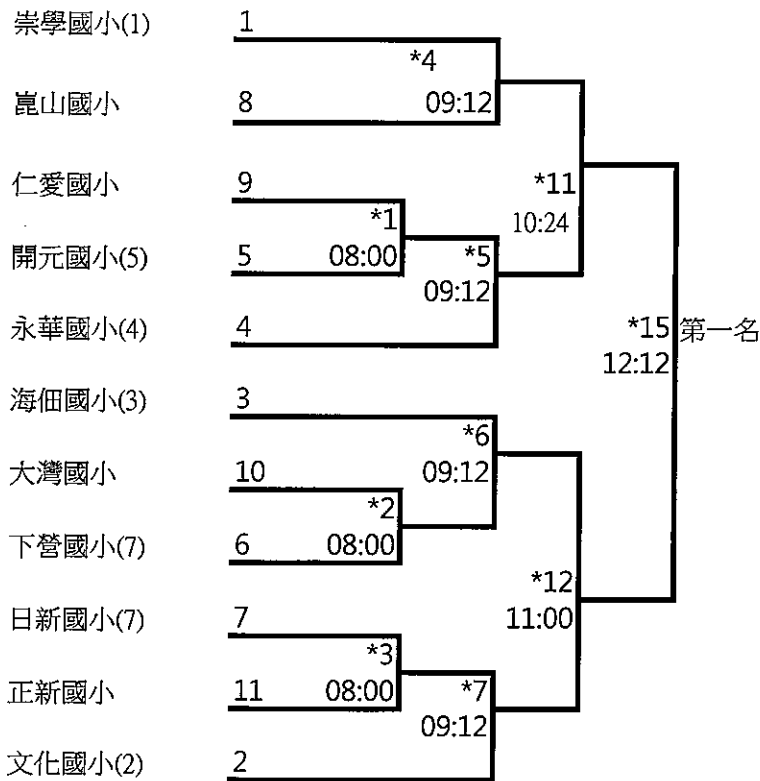 崇學國小(1) 1
*4
崑山國小 8 09:12
仁愛國小 9 *11
*1 10:24
開元國小(5) 5 08:00 *5
09:12
永華國小(4) 4 *15 第一名
12:12
海佃國小(3) 3
*6
大灣國小 10 09:12
*2
下營國小(7) 6 08:00
*12
日新國小(7) 7 11:00
*3
正新國小 11 08:00 *7
09:12
文化國小(2) 2